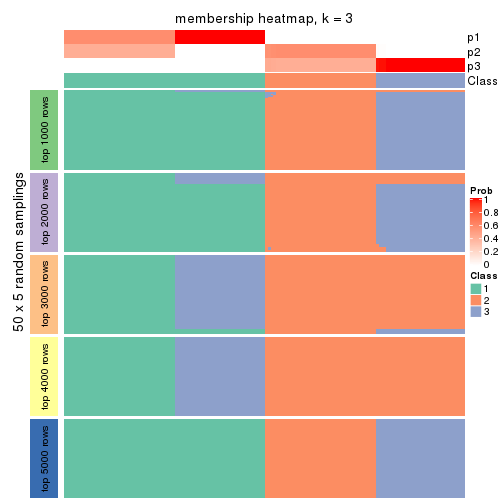 membership heatmap, k = 3
p1
p2
p3
Class
50 x 5 random samplings
top 1000 rows
top 2000 rows
top 3000 rows
top 4000 rows
top 5000 rows
Prob
1
0.8
0.6
0.4
0.2
0
Class
1
2
3